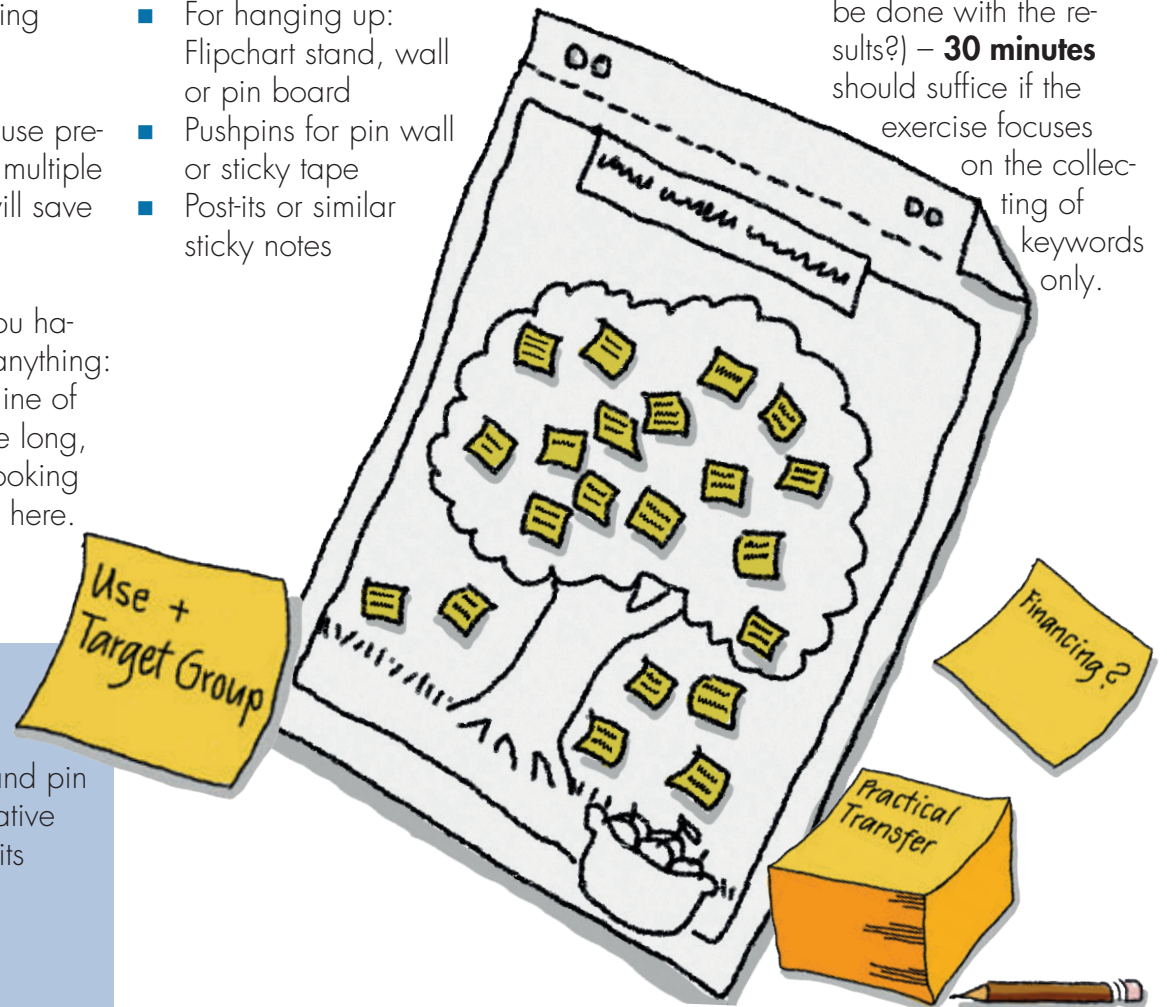 ing
use pre-
multiple
will save
ou ha-
anything:
ine of
e long,
ooking
here.
and pin
ative
its
■ For hanging up:
Flipchart stand, wall
or pin board
■ Pushpins for pin wall
or sticky tape
■ Post-its or similar
sticky notes
be done with the re-
sults?) – 30 minutes
should suffice if the
exercise focuses
on the collec-
ting of
keywords
only.
Use +
Target Group
Financing?
Practical
Transfer